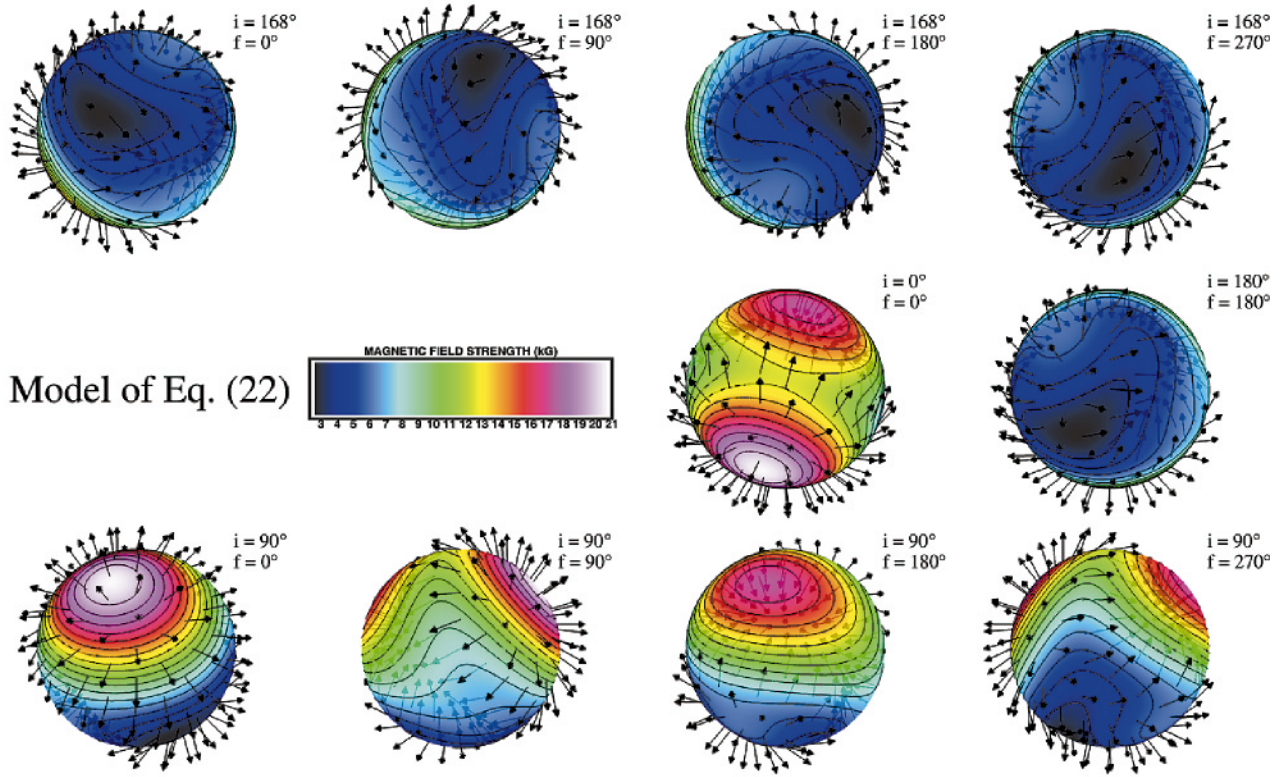 i = 168°
f = 0°
i = 168°
f = 90°
i = 168°
f = 180°
i = 168°
f = 270°
i = 0°
f = 0°
i = 180°
f = 180°
MAGNETIC FIELD STRENGTH (kG)
Model of Eq. (22)
3 4 5 6 7 8 9 10 11 12 13 14 15 16 17 18 19 20 21
i = 90°
f = 0°
i = 90°
f = 90°
i = 90°
f = 180°
i = 90°
f = 270°